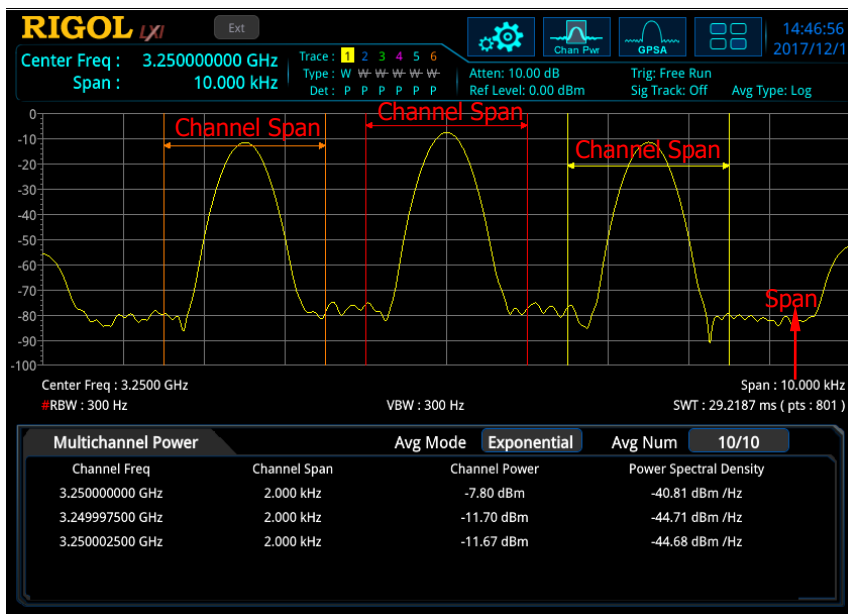 RIGOL LXI Ext 14:46:56
Chan Pwr GPSA 2017/12/1
Center Freq : 3.250000000 GHz
Span : 10.000 kHz
Trace : 1 2 3 4 5 6
Type : W W W W W W
Det : P P P P P P
Atten: 10.00 dB Trig: Free Run
Ref Level: 0.00 dBm Sig Track: Off Avg Type: Log
0
-10
-20
-30
-40
-50
-60
-70
-80
-90
-100
Channel Span
Channel Span
Channel Span
Span
Center Freq : 3.2500 GHz Span : 10.000 kHz
#RBW : 300 Hz VBW : 300 Hz SWT : 29.2187 ms ( pts : 801 )
Multichannel Power Avg Mode Exponential Avg Num 10/10
Channel Freq Channel Span Channel Power Power Spectral Density
3.250000000 GHz 2.000 kHz -7.80 dBm -40.81 dBm /Hz
3.249997500 GHz 2.000 kHz -11.70 dBm -44.71 dBm /Hz
3.250002500 GHz 2.000 kHz -11.67 dBm -44.68 dBm /Hz